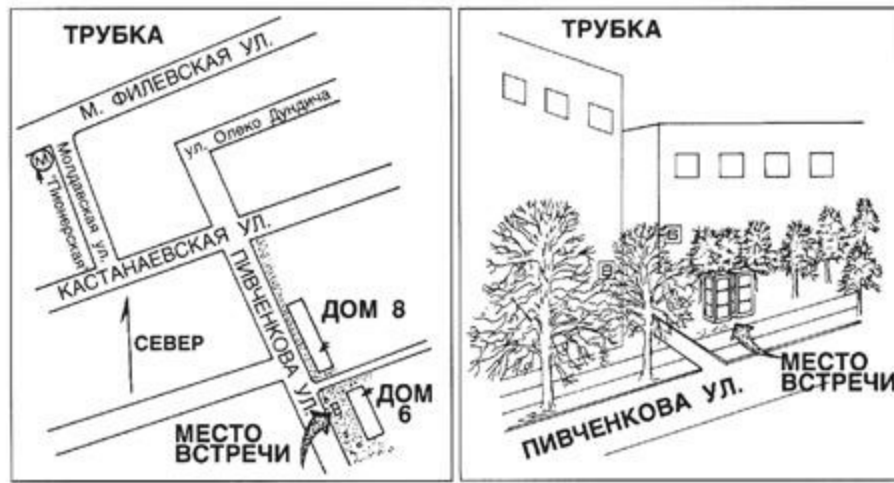 ТРУБКА
М. ФИЛЕВСКАЯ УЛ.
ул. Олеко Дундича
М
Молдавская ул.
"Пионерская"
КАСТАНАЕВСКАЯ УЛ.
ПИВЧЕНКОВА УЛ.
ДОМ 8
СЕВЕР
ДОМ
6
МЕСТО
ВСТРЕЧИ
ТРУБКА
8
6
МЕСТО
ВСТРЕЧИ
ПИВЧЕНКОВА УЛ.